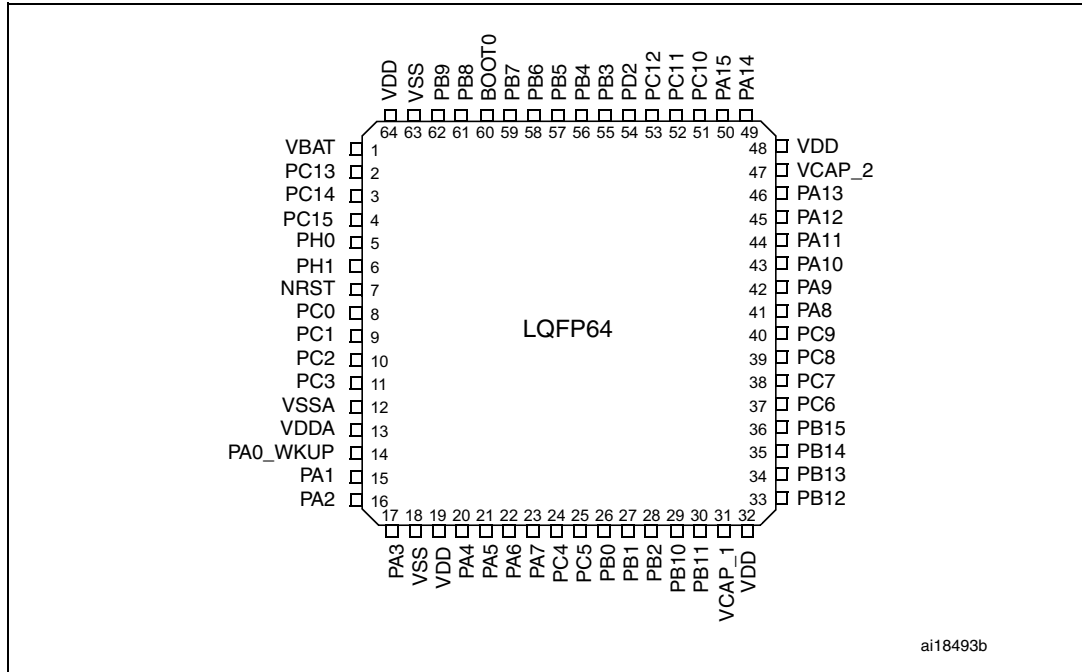 VDD VSS PB9 PB8 BOOT0 PB7 PB6 PB5 PB4 PB3 PD2 PC12 PC11 PC10 PA15 PA14
64 63 62 61 60 59 58 57 56 55 54 53 52 51 50 49
VBAT 1 48 VDD
PC13 2 47 VCAP_2
PC14 3 46 PA13
PC15 4 45 PA12
PH0 5 44 PA11
PH1 6 43 PA10
NRST 7 42 PA9
PC0 8 41 PA8
PC1 9 40 PC9
LQFP64
PC2 10 39 PC8
PC3 11 38 PC7
VSSA 12 37 PC6
VDDA 13 36 PB15
PA0_WKUP 14 35 PB14
PA1 15 34 PB13
PA2 16 33 PB12
17 18 19 20 21 22 23 24 25 26 27 28 29 30 31 32
PA3 VSS VDD PA4 PA5 PA6 PA7 PC4 PC5 PB0 PB1 PB2 PB10 PB11 VCAP_1 VDD
ai18493b